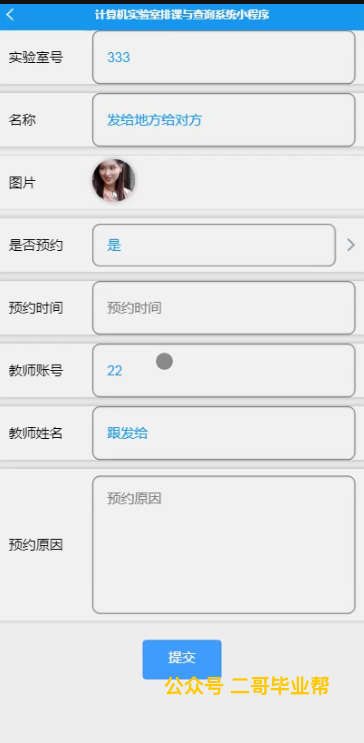 计算机实验室排课与查询系统小程序
实验室号 333
名称 发给地方给对方
图片
是否预约 是
预约时间 预约时间
教师账号 22
教师姓名 跟发给
预约原因 预约原因
提交
公众号 二哥毕业帮